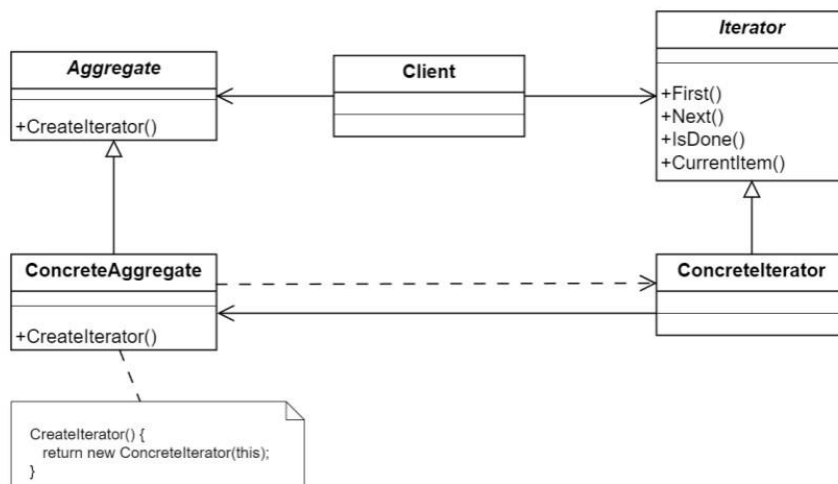 Aggregate
+CreateIterator()
Client
Iterator
+First()
+Next()
+IsDone()
+CurrentItem()
ConcreteAggregate
+CreateIterator()
ConcreteIterator
CreateIterator() {
return new ConcreteIterator(this);
}